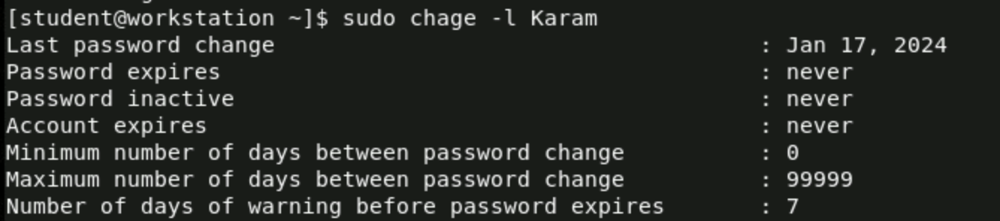 [student@workstation ~]$ sudo chage -l Karam
Last password change : Jan 17, 2024
Password expires : never
Password inactive : never
Account expires : never
Minimum number of days between password change : 0
Maximum number of days between password change : 99999
Number of days of warning before password expires : 7